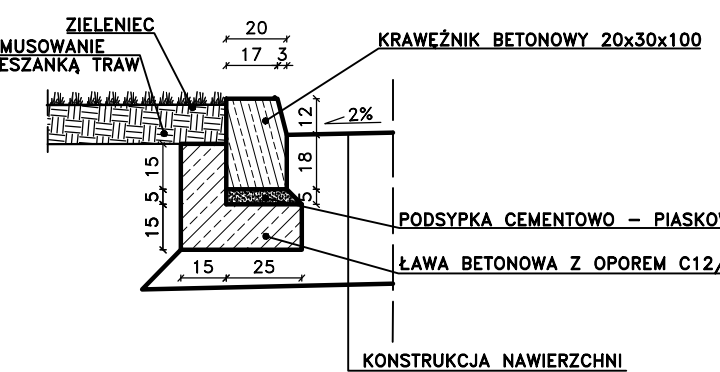 ZIELENIEC
MUSOWANIE
ESZANKĄ TRAW
20
17 3
KRAWĘŻNIK BETONOWY 20x30x100
12
2%
18
5
15
5
15
PODSYPKA CEMENTOWO – PIASKOW
ŁAWA BETONOWA Z OPOREM C12/
15 25
KONSTRUKCJA NAWIERZCHNI